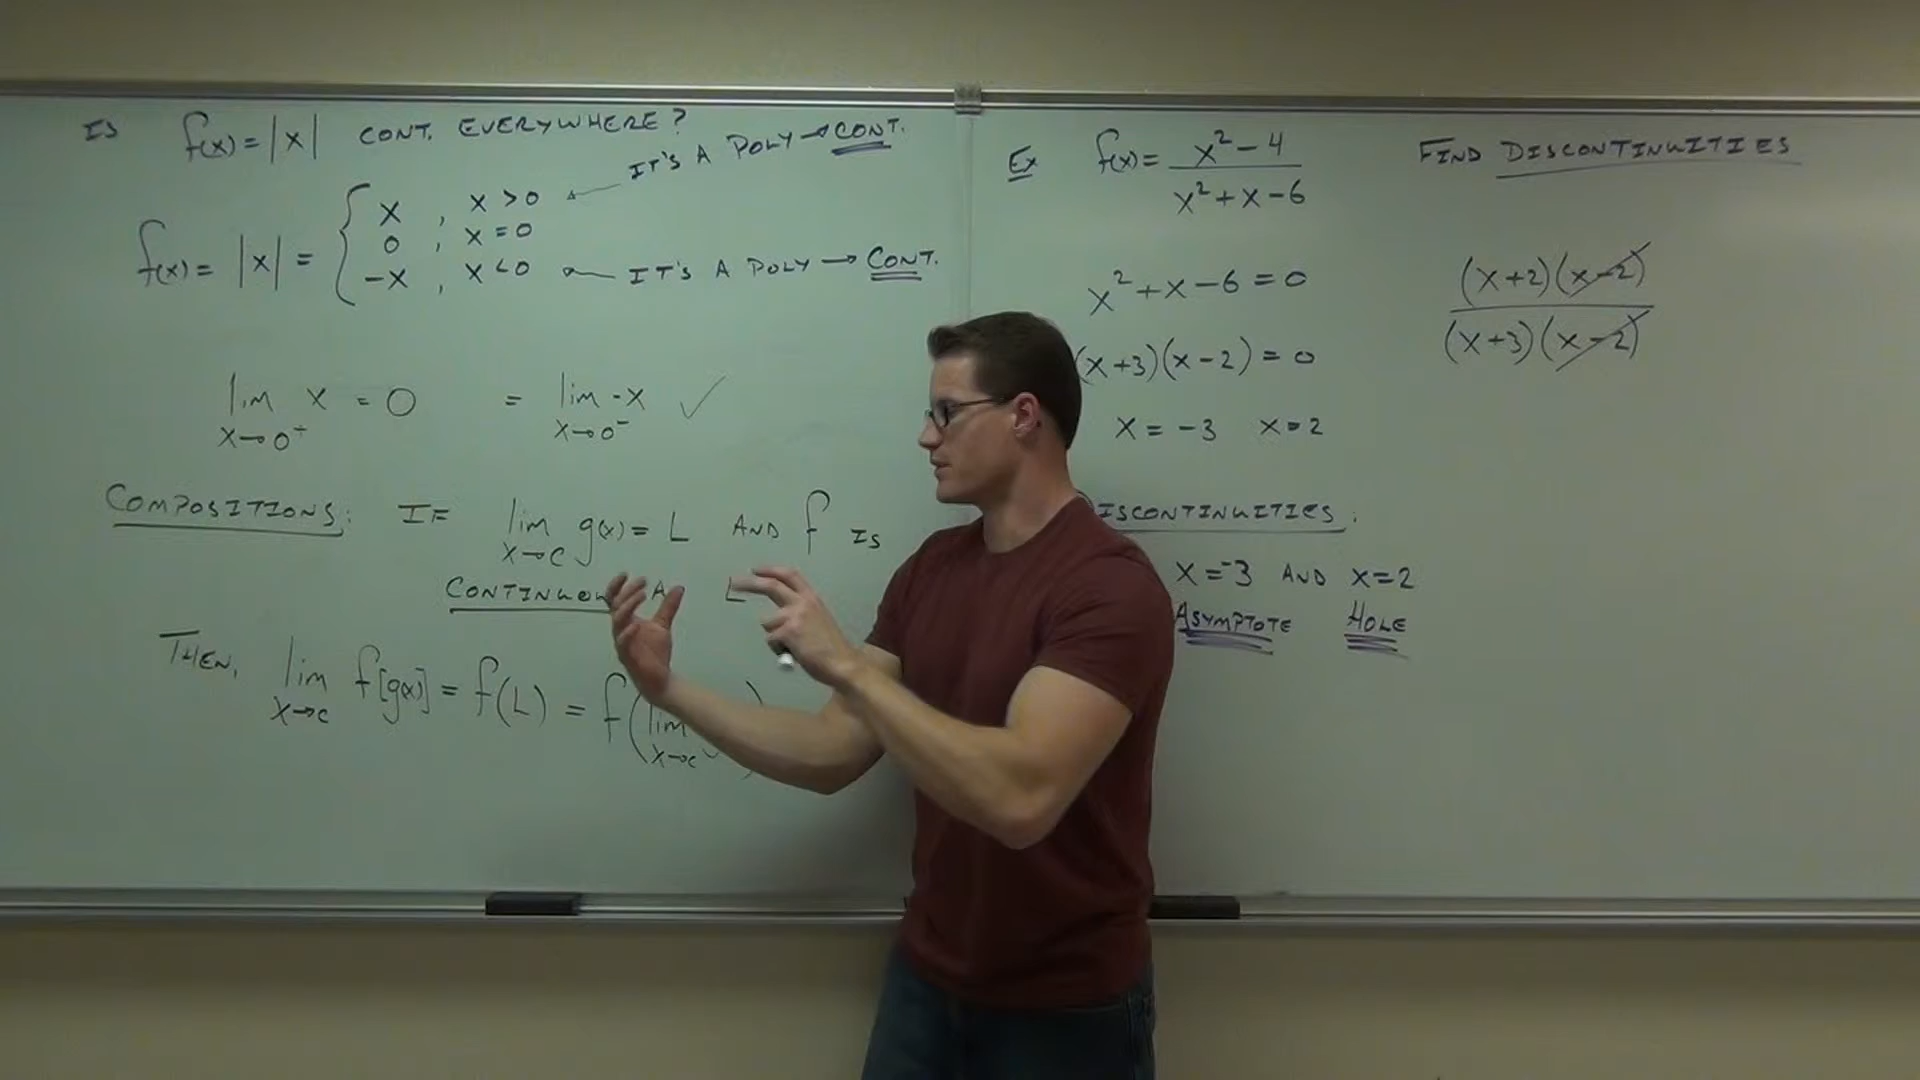 IS f(x) = |x| CONT. EVERYWHERE?
IT'S A POLY → CONT.
f(x) = |x| = { x , x > 0
0 , x = 0
-x , x < 0 ← IT'S A POLY → CONT.
lim x→0⁺ x = 0 = lim x→0⁻ -x ✓
COMPOSITIONS: IF lim x→c g(x) = L AND f IS
L
THEN, lim x→c f[g(x)] = f(L) = f(lim x→c )
Ex f(x) = (x² - 4)/(x² + x - 6) FIND DISCONTINUITIES
x² + x - 6 = 0
(x+3)(x-2) = 0
x = -3 x = 2
(x+2)(x-2)
(x+3)(x-2)
ISCONTINUITIES:
x = -3 AND x = 2
ASYMPTOTE HOLE